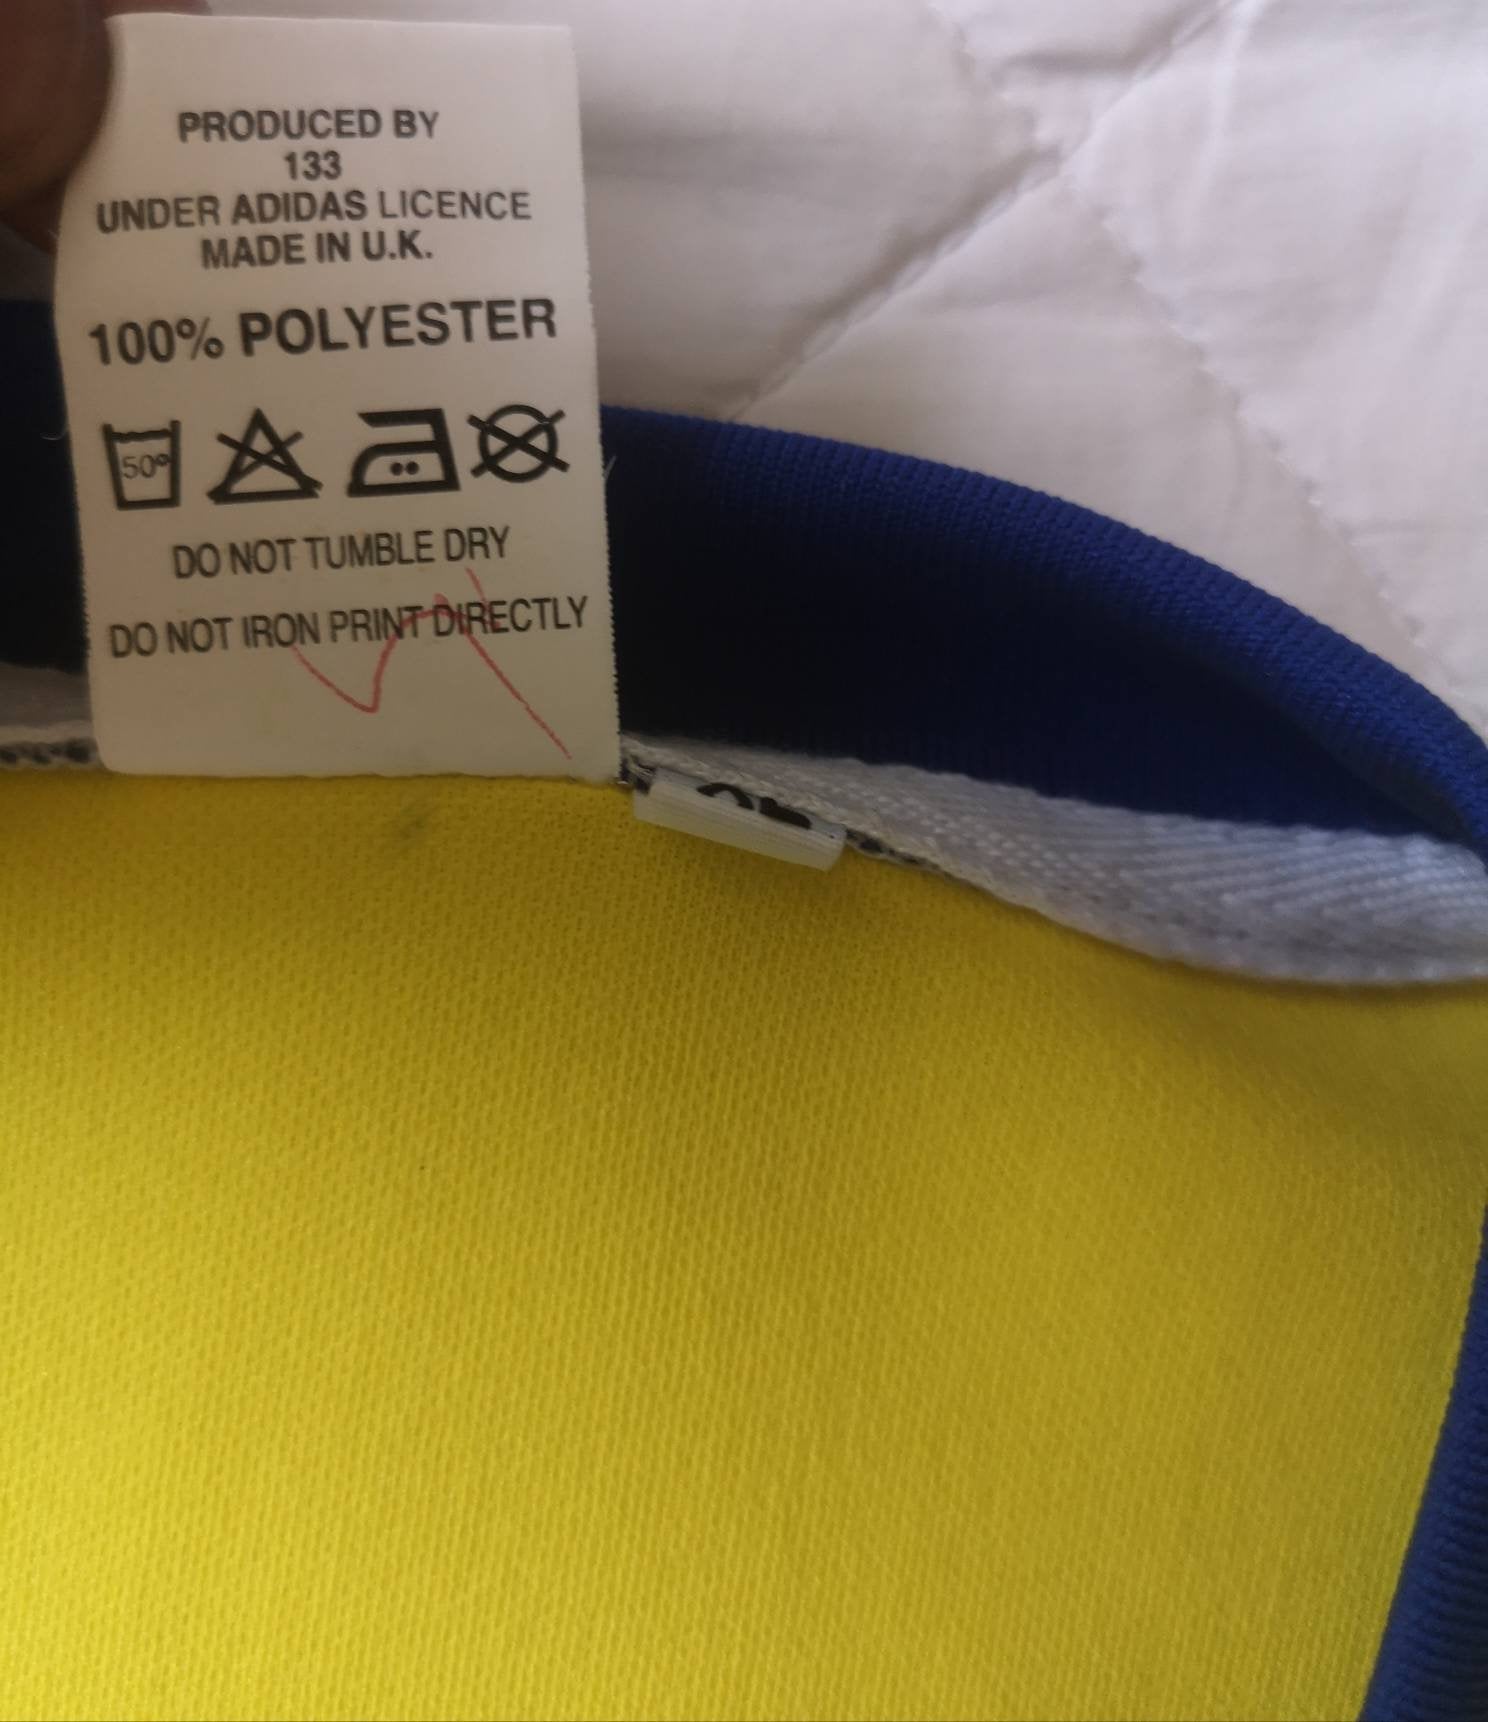 PRODUCED BY
133
UNDER ADIDAS LICENCE
MADE IN U.K.
100% POLYESTER
50°
DO NOT TUMBLE DRY
DO NOT IRON PRINT DIRECTLY